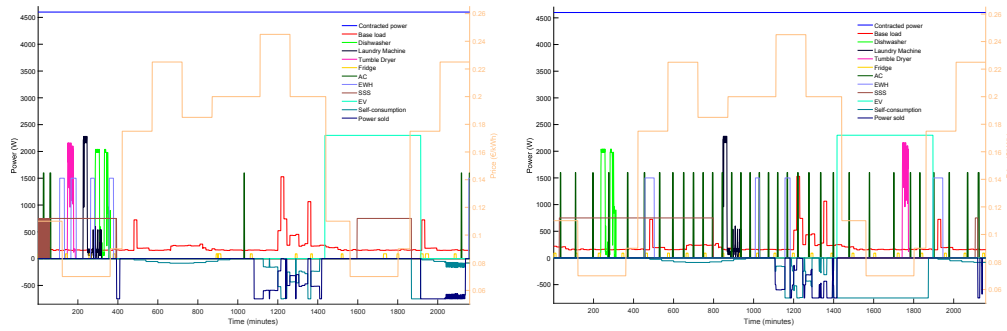 4500
4000
3500
3000
2500
2000
1500
1000
500
0
-500
Power (W)
Contracted power
Base load
Dishwasher
Laundry Machine
Tumble Dryer
Fridge
AC
EWH
SSS
EV
Self-consumption
Power sold
0.26
0.24
0.22
0.2
0.18
0.16
0.14
0.12
0.1
0.08
0.06
Price (€/kWh)
200 400 600 800 1000 1200 1400 1600 1800 2000
Time (minutes)
4500
4000
3500
3000
2500
2000
1500
1000
500
0
-500
Power (W)
Contracted power
Base load
Dishwasher
Laundry Machine
Tumble Dryer
Fridge
AC
EWH
SSS
EV
Self-consumption
Power sold
0.26
0.24
0.22
0.2
0.18
0.16
0.14
0.12
0.1
0.08
0.06
Price (€/kWh)
200 400 600 800 1000 1200 1400 1600 1800 2000
Time (minutes)